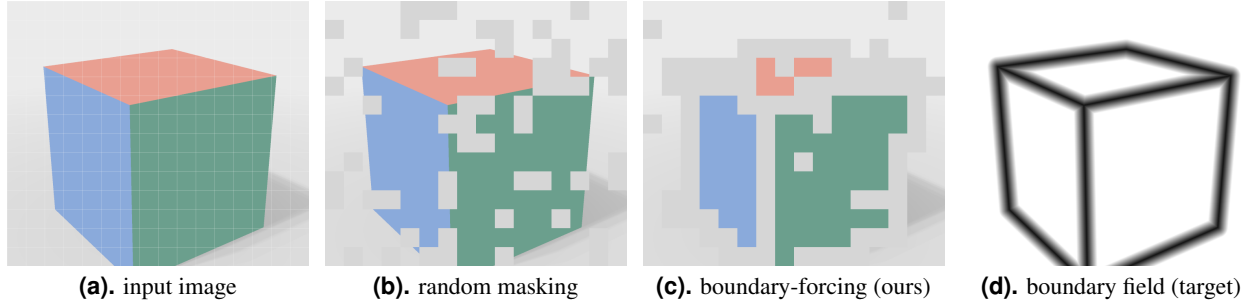 (a). input image
(b). random masking
(c). boundary-forcing (ours)
(d). boundary field (target)